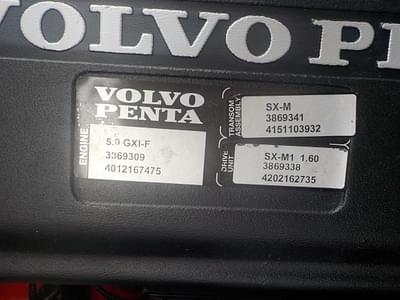 VOLVO PE
VOLVO
PENTA
ENGINE
5.0 GXI-F
3869309
4012167475
TRANSOM
ASSEMBLY
SX-M
3869341
4151103932
DRIVE
UNIT
SX-M1 1,60
3869338
4202162735